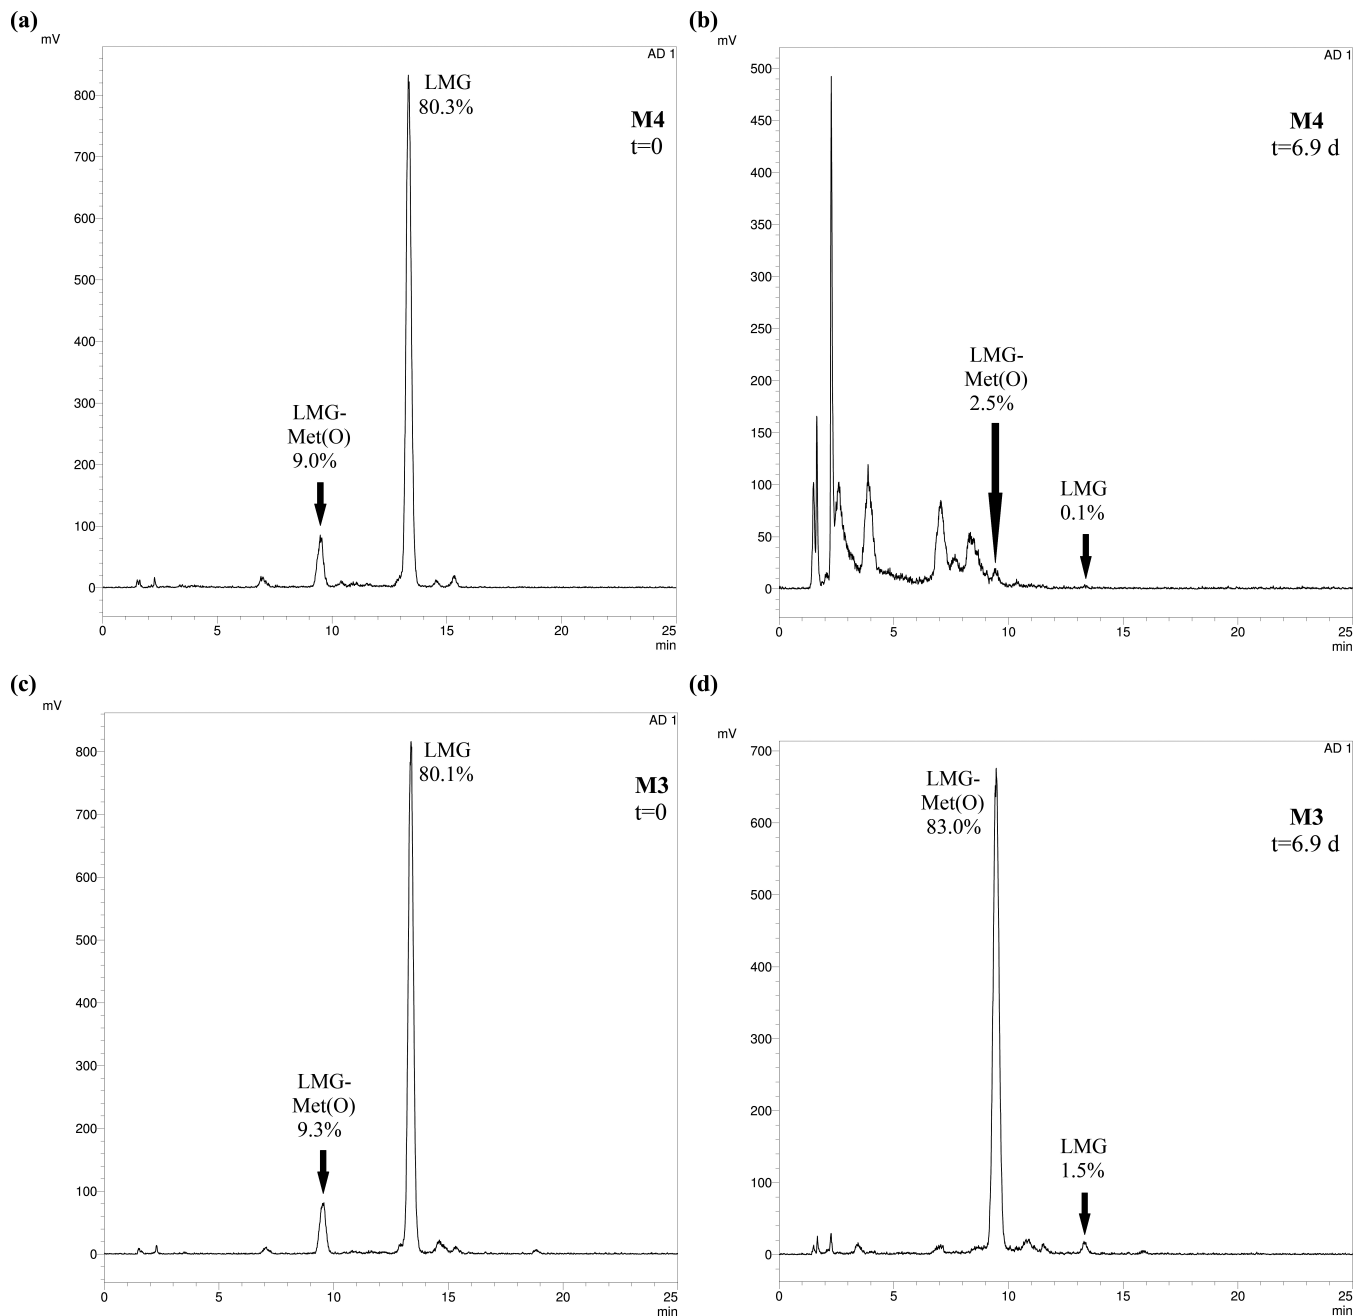 (a)
mV
AD 1
LMG
80.3%
M4
t=0
LMG-
Met(O)
9.0%
800
700
600
500
400
300
200
100
0
0 5 10 15 20 25
min
(b)
mV
AD 1
M4
t=6.9 d
LMG-
Met(O)
2.5%
LMG
0.1%
500
450
400
350
300
250
200
150
100
50
0
0 5 10 15 20 25
min
(c)
mV
AD 1
LMG
80.1%
M3
t=0
LMG-
Met(O)
9.3%
800
700
600
500
400
300
200
100
0
0 5 10 15 20 25
min
(d)
mV
AD 1
LMG-
Met(O)
83.0%
M3
t=6.9 d
LMG
1.5%
700
600
500
400
300
200
100
0
0 5 10 15 20 25
min